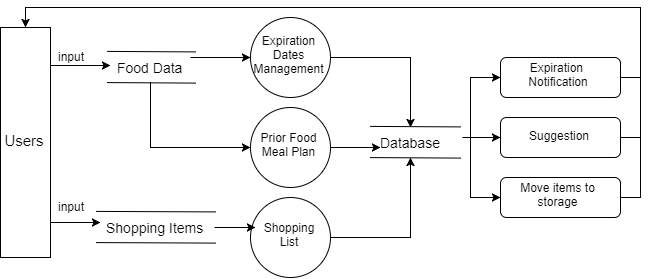 Users
input
Food Data
input
Shopping Items
Expiration
Dates
Management
Prior Food
Meal Plan
Shopping
List
Database
Expiration
Notification
Suggestion
Move items to
storage